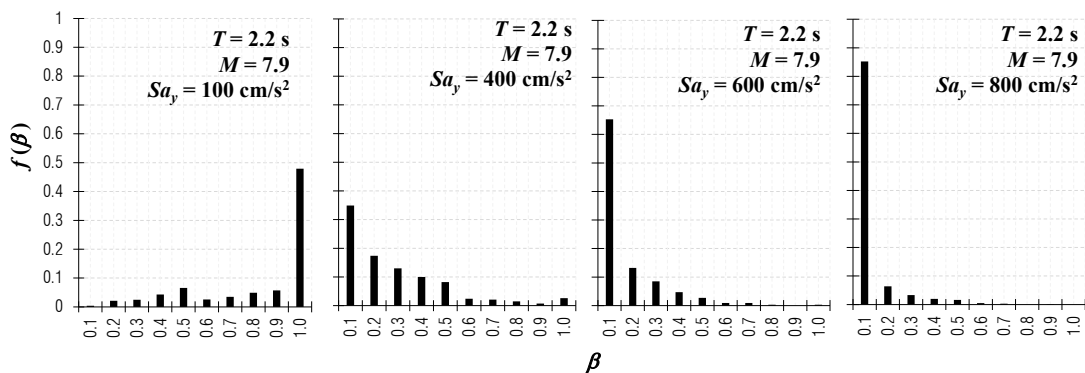 f(β)
1
0.9
0.8
0.7
0.6
0.5
0.4
0.3
0.2
0.1
0
T = 2.2 s
M = 7.9
Sa_y = 100 cm/s²
0.1 0.2 0.3 0.4 0.5 0.6 0.7 0.8 0.9 1.0
T = 2.2 s
M = 7.9
Sa_y = 400 cm/s²
0.1 0.2 0.3 0.4 0.5 0.6 0.7 0.8 0.9 1.0
T = 2.2 s
M = 7.9
Sa_y = 600 cm/s²
0.1 0.2 0.3 0.4 0.5 0.6 0.7 0.8 0.9 1.0
T = 2.2 s
M = 7.9
Sa_y = 800 cm/s²
0.1 0.2 0.3 0.4 0.5 0.6 0.7 0.8 0.9 1.0
β